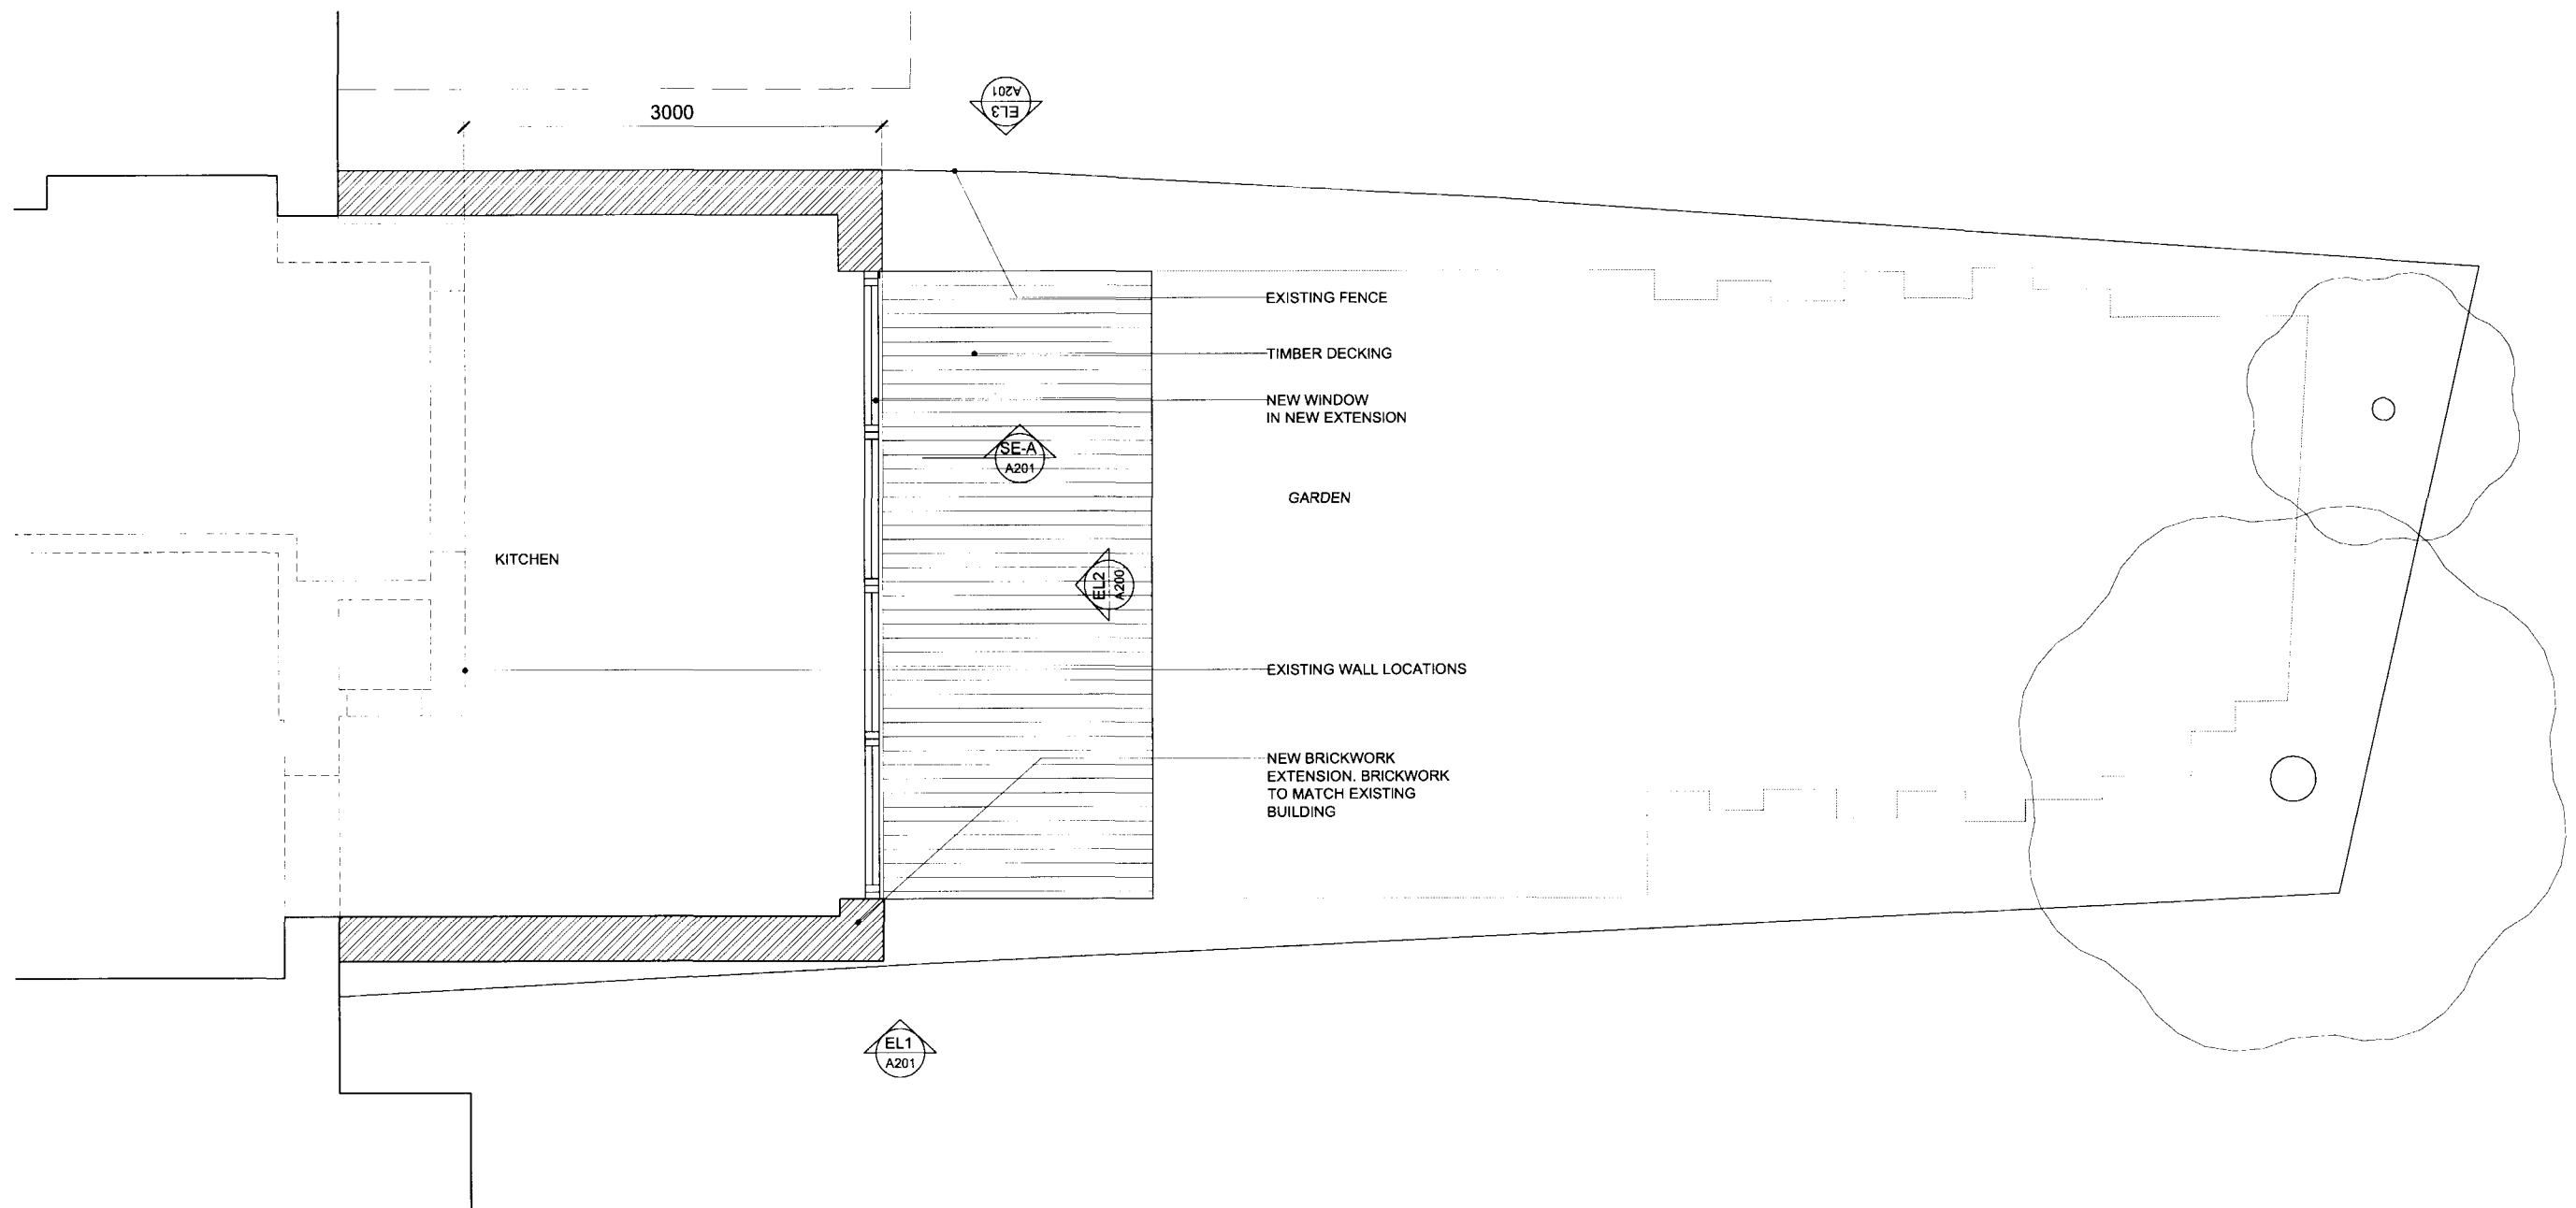 3000
EL3
A201
EXISTING FENCE
TIMBER DECKING
NEW WINDOW
IN NEW EXTENSION
SE-A
A201
GARDEN
KITCHEN
EL2
A200
EXISTING WALL LOCATIONS
NEW BRICKWORK
EXTENSION. BRICKWORK
TO MATCH EXISTING
BUILDING
EL1
A201